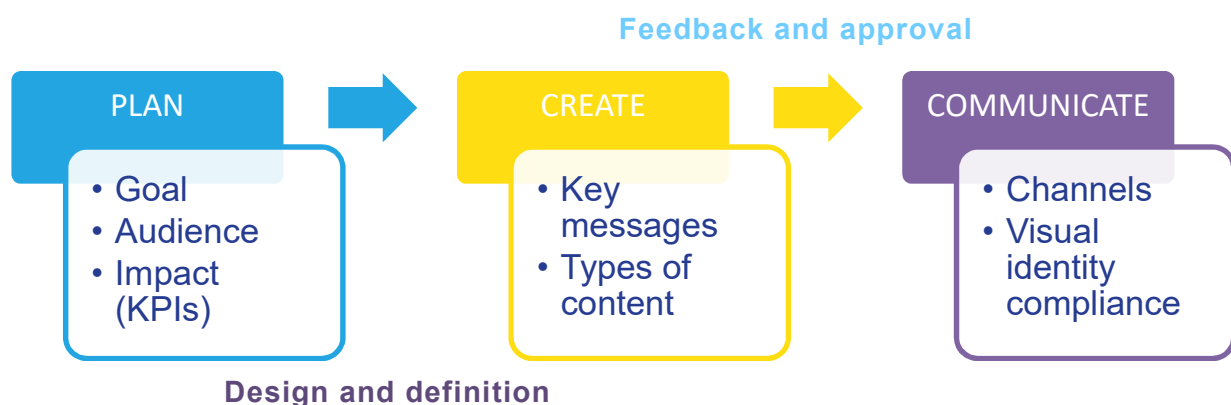 Feedback and approval
PLAN
• Goal
• Audience
• Impact
(KPIs)
CREATE
• Key
messages
• Types of
content
COMMUNICATE
• Channels
• Visual
identity
compliance
Design and definition